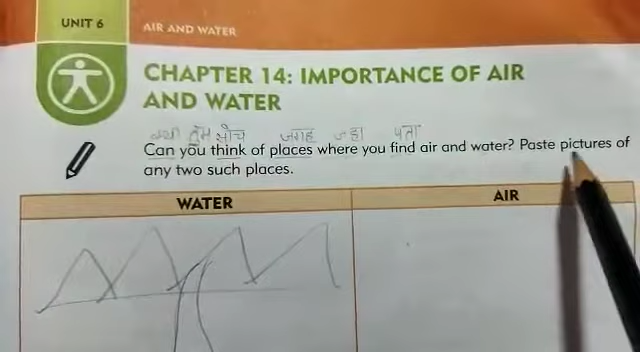 UNIT 6
AIR AND WATER
CHAPTER 14: IMPORTANCE OF AIR
AND WATER
क्या तुम सोच जगह जहा पता
Can you think of places where you find air and water? Paste pictures of
any two such places.
WATER
AIR